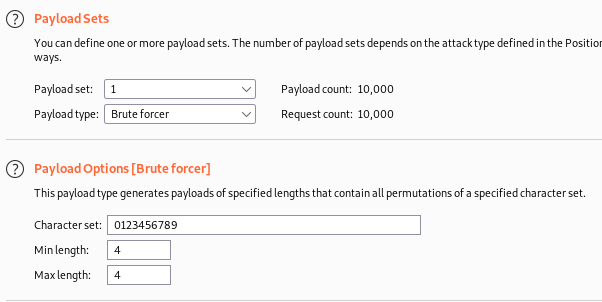 Payload Sets
You can define one or more payload sets. The number of payload sets depends on the attack type defined in the Position
ways.
Payload set: 1 Payload count: 10,000
Payload type: Brute forcer Request count: 10,000
Payload Options [Brute forcer]
This payload type generates payloads of specified lengths that contain all permutations of a specified character set.
Character set: 0123456789
Min length: 4
Max length: 4